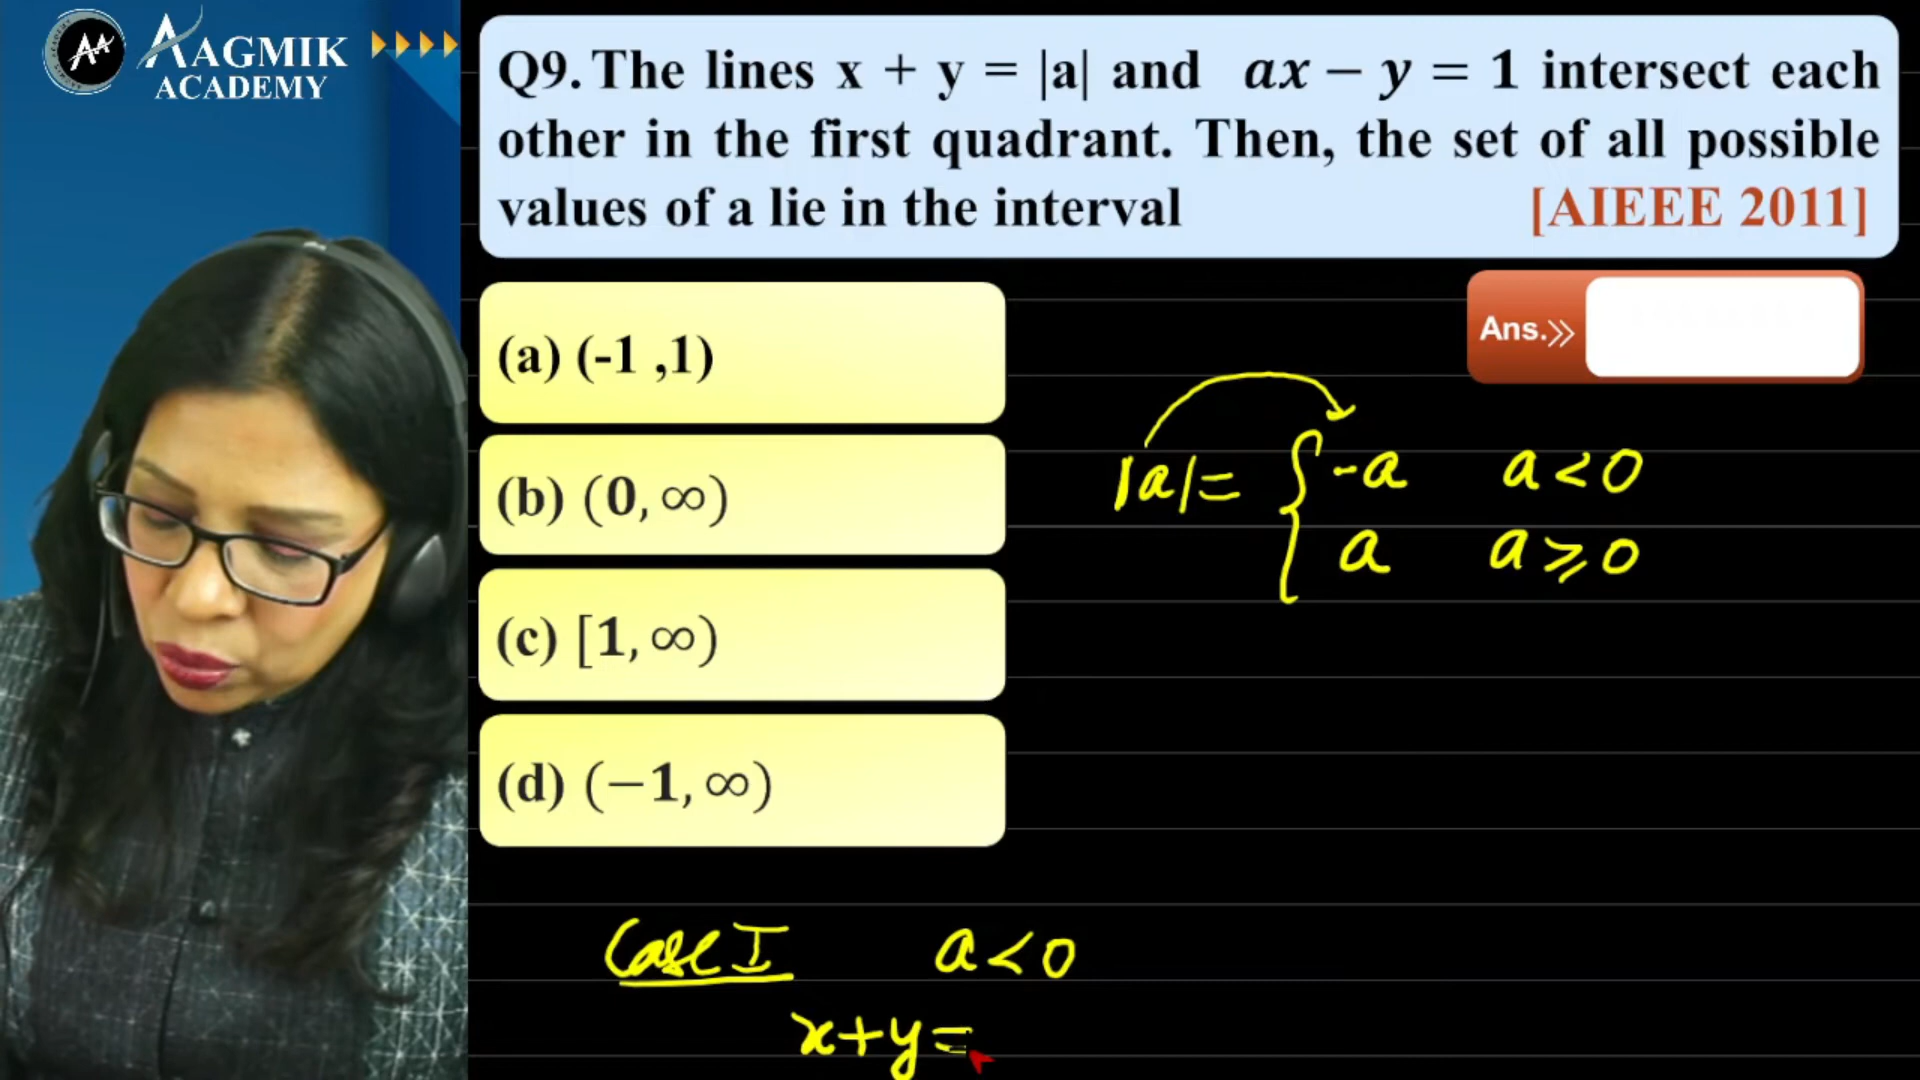 AAGMIK
ACADEMY
Q9. The lines x + y = |a| and ax − y = 1 intersect each
other in the first quadrant. Then, the set of all possible
values of a lie in the interval [AIEEE 2011]
(a) (-1 ,1)
(b) (0, ∞)
(c) [1, ∞)
(d) (−1, ∞)
Ans.
|a| = { -a a < 0
a a ⩾ 0
Case I a < 0
x + y =